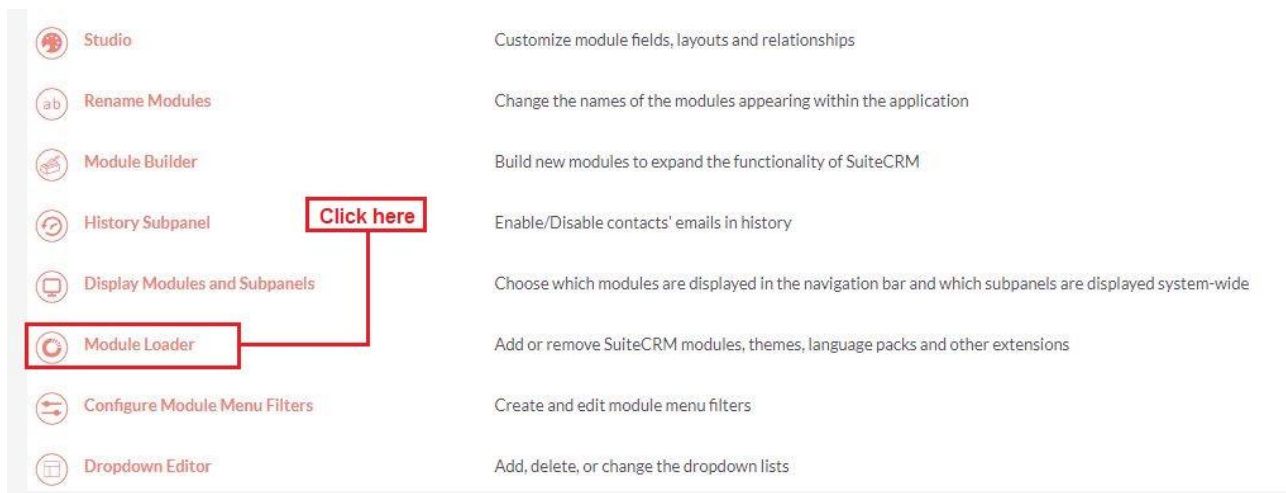 Studio Customize module fields, layouts and relationships
ab Rename Modules Change the names of the modules appearing within the application
Module Builder Build new modules to expand the functionality of SuiteCRM
Click here
History Subpanel Enable/Disable contacts' emails in history
Display Modules and Subpanels Choose which modules are displayed in the navigation bar and which subpanels are displayed system-wide
Module Loader Add or remove SuiteCRM modules, themes, language packs and other extensions
Configure Module Menu Filters Create and edit module menu filters
Dropdown Editor Add, delete, or change the dropdown lists